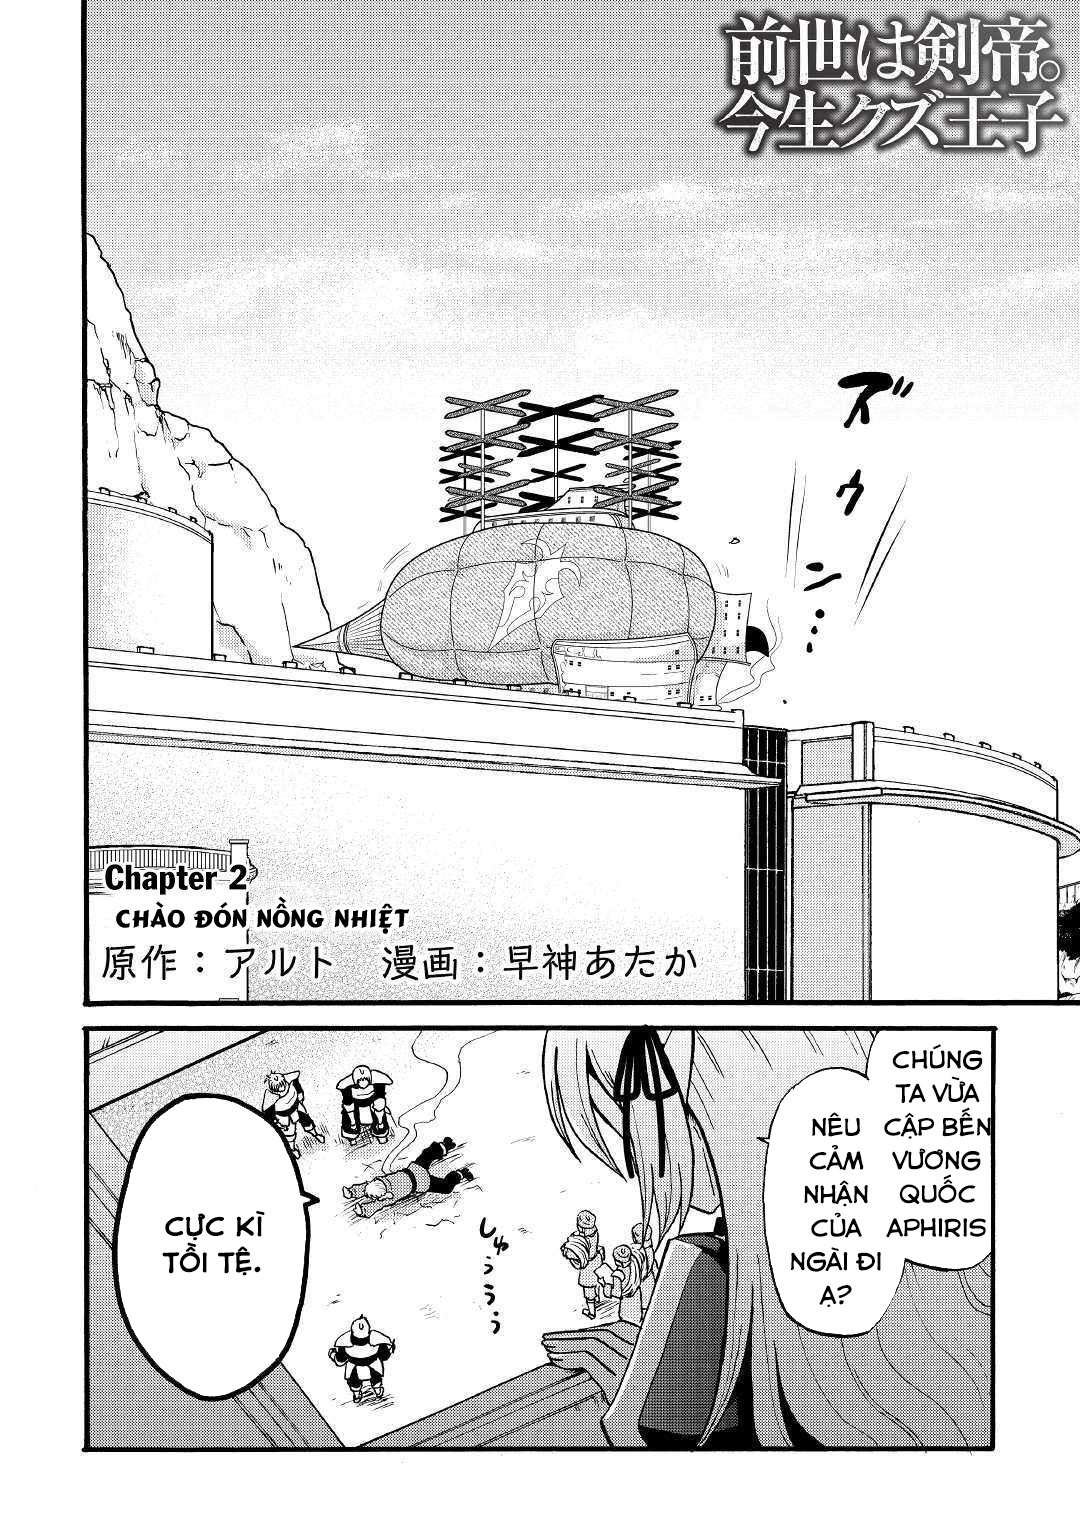 前世は剣帝。
今生クズ王子
ズ
ウ
ン…
Chapter 2
CHÀO ĐÓN NỒNG NHIỆT
原作：アルト 漫画：早神あたか
CHÚNG
TA VỪA
CẬP BẾN
VƯƠNG
QUỐC
APHIRIS
NÊU
CẢM
NHẬN
CỦA
NGÀI ĐI
Ạ?
しゅううう
CỰC KÌ
TỒI TỆ.